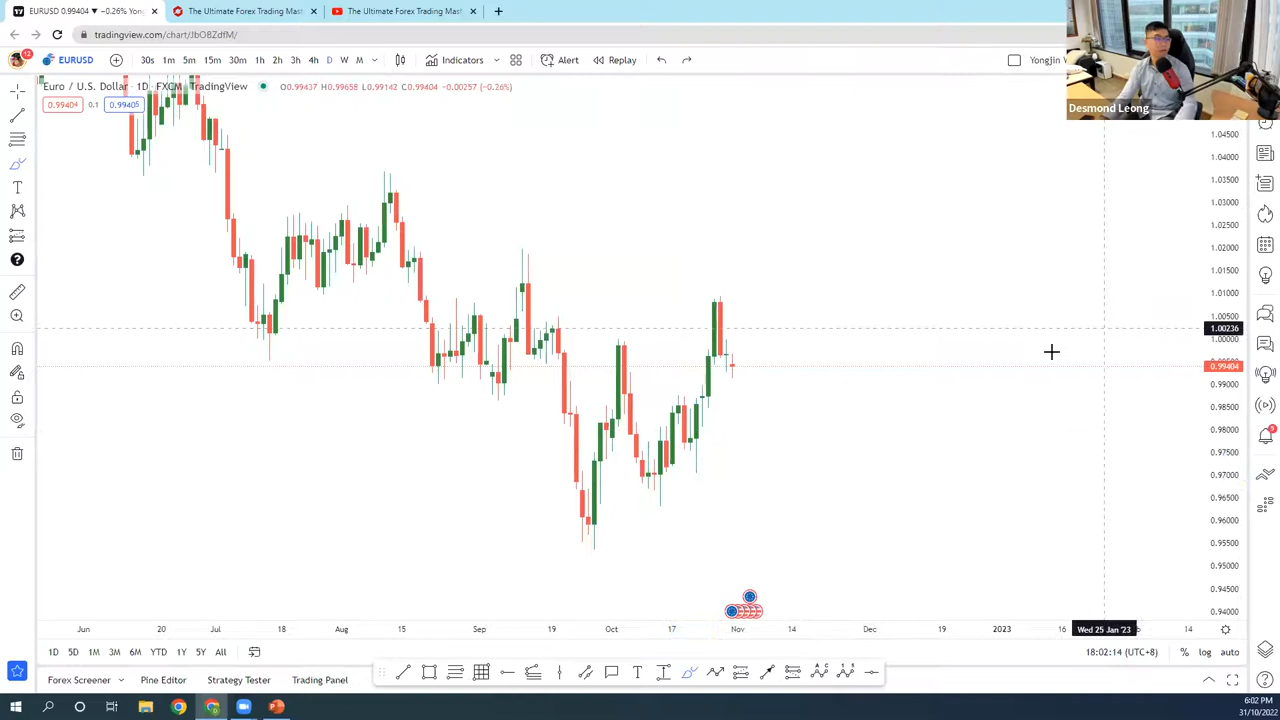 EURUSD 0.99404 ▼ −0.26% Yong
The Ultimate Forex Trading Mast
The Ultimate Forex Trading Mast
tradingview.com/chart/JbO8ZdfM/
12
EURUSD
30s 1m 5m 15m 30m 1h 2h 3h 4h D W M
Indicators
Alert
Replay
Yongjin
Euro / U.S. Dollar · 1D · FXCM · TradingView
O0.99437 H0.99658 L0.99142 C0.99404 −0.00257 (−0.26%)
0.99404 0.1 0.99405
Desmond Leong
1.04500
1.04000
1.03500
1.03000
1.02500
1.02000
1.01500
1.01000
1.00500
1.00236
1.00000
0.99404
0.99000
0.98500
0.98000
0.97500
0.97000
0.96500
0.96000
0.95500
0.95000
0.94500
0.94000
5
Jun 20 Jul 18 Aug 15 Sep 19 Oct 17 Nov 14 Dec 2023 16 Wed 25 Jan '23 14
1D 5D 1M 3M 6M YTD 1Y 5Y All
18:02:14 (UTC+8) % log auto
Forex Screener Pine Editor Strategy Tester Trading Panel
6:02 PM
31/10/2022